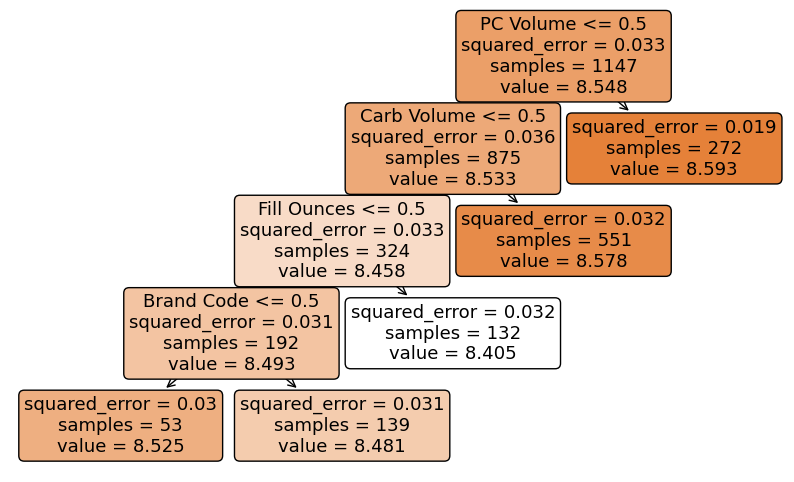 PC Volume <= 0.5
squared_error = 0.033
samples = 1147
value = 8.548
Carb Volume <= 0.5
squared_error = 0.036
samples = 875
value = 8.533
squared_error = 0.019
samples = 272
value = 8.593
Fill Ounces <= 0.5
squared_error = 0.033
samples = 324
value = 8.458
squared_error = 0.032
samples = 551
value = 8.578
Brand Code <= 0.5
squared_error = 0.031
samples = 192
value = 8.493
squared_error = 0.032
samples = 132
value = 8.405
squared_error = 0.03
samples = 53
value = 8.525
squared_error = 0.031
samples = 139
value = 8.481